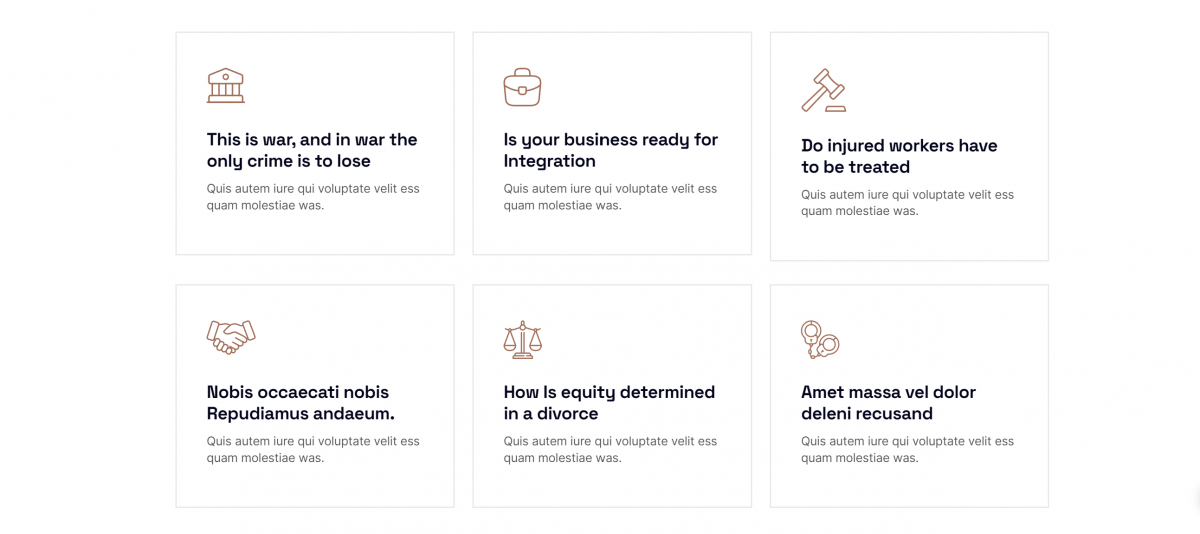 This is war, and in war the
only crime is to lose
Quis autem iure qui voluptate velit ess
quam molestiae was.
Is your business ready for
Integration
Quis autem iure qui voluptate velit ess
quam molestiae was.
Do injured workers have
to be treated
Quis autem iure qui voluptate velit ess
quam molestiae was.
Nobis occaecati nobis
Repudiamus andaeum.
Quis autem iure qui voluptate velit ess
quam molestiae was.
How Is equity determined
in a divorce
Quis autem iure qui voluptate velit ess
quam molestiae was.
Amet massa vel dolor
deleni recusand
Quis autem iure qui voluptate velit ess
quam molestiae was.